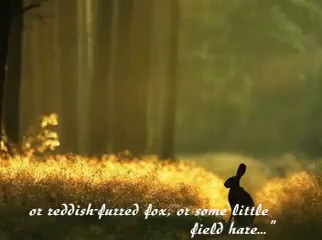 or reddish-furred fox, or some little
field hare..."